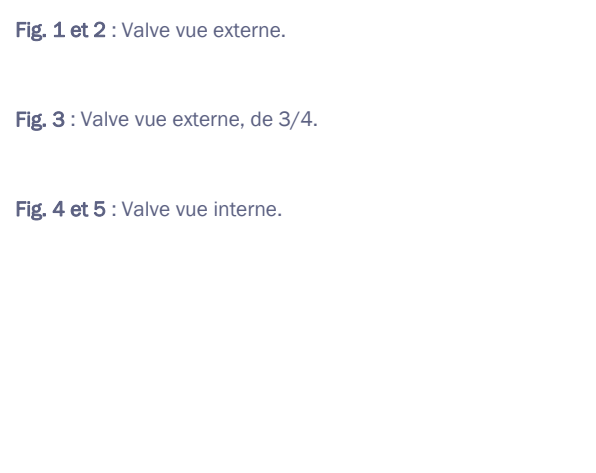 Fig. 1 et 2 : Valve vue externe.
Fig. 3 : Valve vue externe, de 3/4.
Fig. 4 et 5 : Valve vue interne.